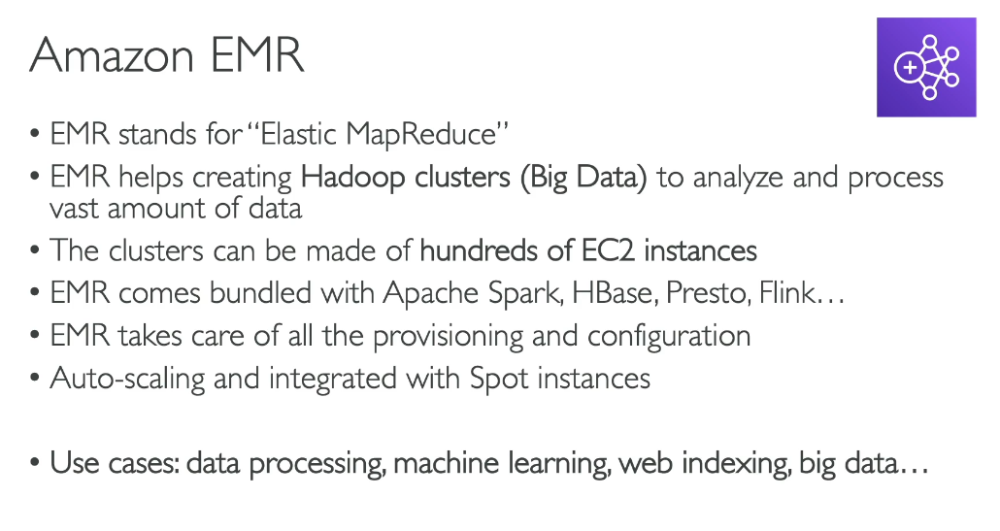 Amazon EMR
• EMR stands for “Elastic MapReduce”
• EMR helps creating Hadoop clusters (Big Data) to analyze and process
vast amount of data
• The clusters can be made of hundreds of EC2 instances
• EMR comes bundled with Apache Spark, HBase, Presto, Flink…
• EMR takes care of all the provisioning and configuration
• Auto-scaling and integrated with Spot instances
• Use cases: data processing, machine learning, web indexing, big data…